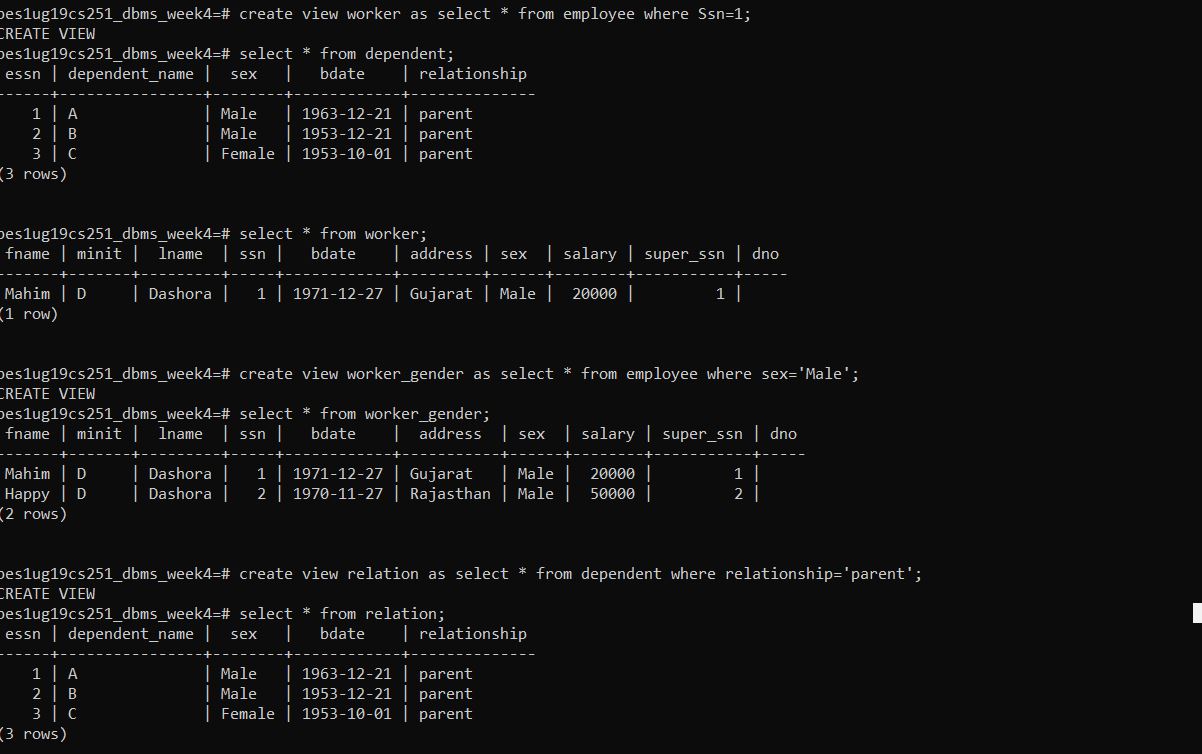 pes1ug19cs251_dbms_week4=# create view worker as select * from employee where Ssn=1;
CREATE VIEW
pes1ug19cs251_dbms_week4=# select * from dependent;
 essn | dependent_name |  sex   |   bdate    | relationship
------+----------------+--------+------------+--------------
    1 | A              | Male   | 1963-12-21 | parent
    2 | B              | Male   | 1953-12-21 | parent
    3 | C              | Female | 1953-10-01 | parent
(3 rows)
pes1ug19cs251_dbms_week4=# select * from worker;
 fname | minit |  lname  | ssn |   bdate    | address | sex  | salary | super_ssn | dno
-------+-------+---------+-----+------------+---------+------+--------+-----------+-----
 Mahim | D     | Dashora |   1 | 1971-12-27 | Gujarat | Male |  20000 |         1 |
(1 row)
pes1ug19cs251_dbms_week4=# create view worker_gender as select * from employee where sex='Male';
CREATE VIEW
pes1ug19cs251_dbms_week4=# select * from worker_gender;
 fname | minit |  lname  | ssn |   bdate    |  address  | sex  | salary | super_ssn | dno
-------+-------+---------+-----+------------+-----------+------+--------+-----------+-----
 Mahim | D     | Dashora |   1 | 1971-12-27 | Gujarat   | Male |  20000 |         1 |
 Happy | D     | Dashora |   2 | 1970-11-27 | Rajasthan | Male |  50000 |         2 |
(2 rows)
pes1ug19cs251_dbms_week4=# create view relation as select * from dependent where relationship='parent';
CREATE VIEW
pes1ug19cs251_dbms_week4=# select * from relation;
 essn | dependent_name |  sex   |   bdate    | relationship
------+----------------+--------+------------+--------------
    1 | A              | Male   | 1963-12-21 | parent
    2 | B              | Male   | 1953-12-21 | parent
    3 | C              | Female | 1953-10-01 | parent
(3 rows)